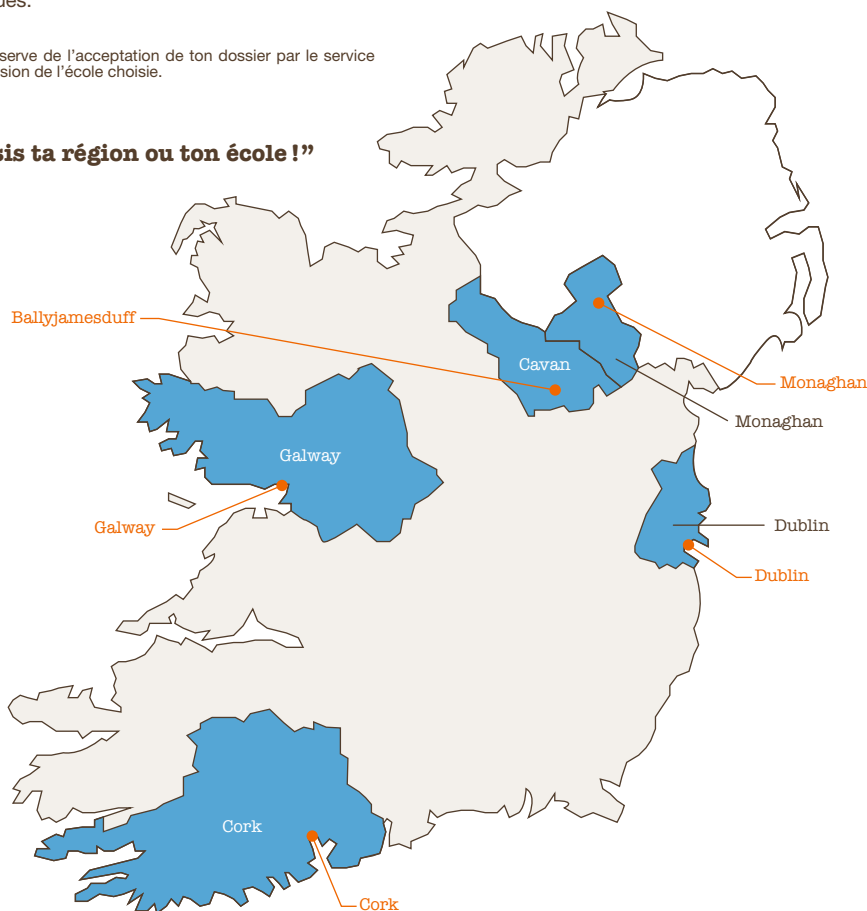 serve de l'acceptation de ton dossier par le service
sion de l'école choisie.
sis ta région ou ton école !”
Ballyjamesduff
Cavan
Monaghan
Monaghan
Galway
Galway
Dublin
Dublin
Cork
Cork